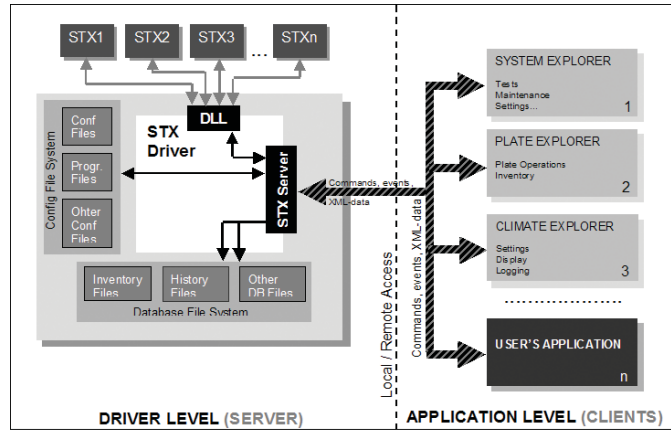 STX1
STX2
STX3
...
STXn
DLL
STX
Driver
STX Server
Config File System
Conf
Files
Progr.
Files
Ohter
Conf
Files
Inventory
Files
History
Files
Other
DB Files
Database File System
Commands, events,
XML-data
Commands, events, XML-data
Local / Remote Access
SYSTEM EXPLORER
Tests
Maintenance
Settings...
1
PLATE EXPLORER
Plate Operations
Inventory
2
CLIMATE EXPLORER
Settings
Display
Logging
3
USER'S APPLICATION
n
DRIVER LEVEL (SERVER)
APPLICATION LEVEL (CLIENTS)